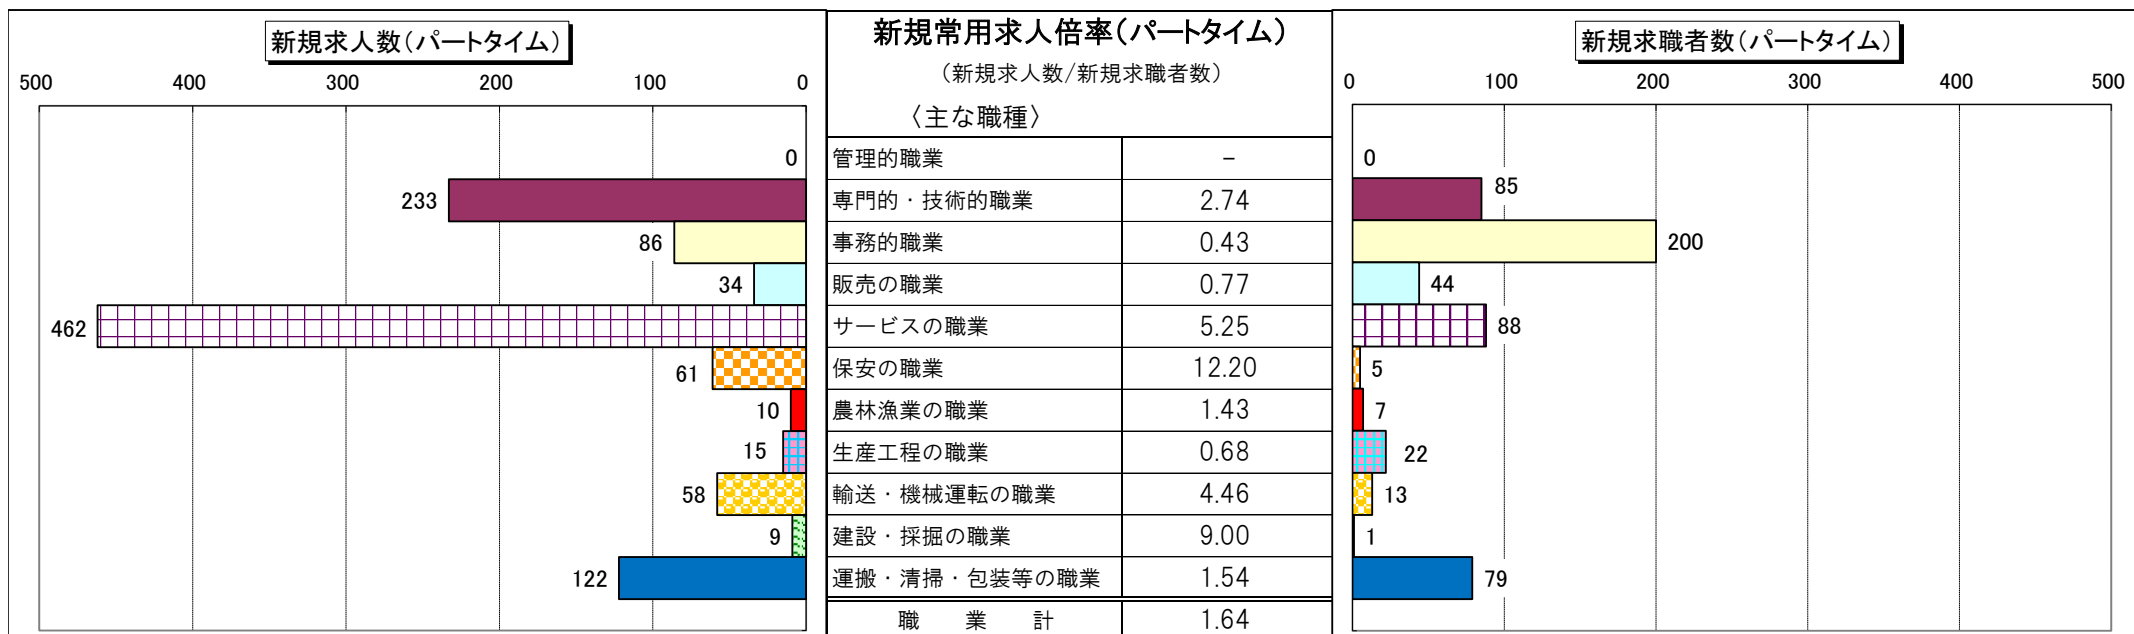 新規求人数(パートタイム)
500 400 300 200 100 0
新規常用求人倍率(パートタイム)
(新規求人数/新規求職者数)
〈主な職種〉
新規求職者数(パートタイム)
0 100 200 300 400 500
0 管理的職業 － 0
233 専門的・技術的職業 2.74 85
86 事務的職業 0.43 200
34 販売の職業 0.77 44
462 サービスの職業 5.25 88
61 保安の職業 12.20 5
10 農林漁業の職業 1.43 7
15 生産工程の職業 0.68 22
58 輸送・機械運転の職業 4.46 13
9 建設・採掘の職業 9.00 1
122 運搬・清掃・包装等の職業 1.54 79
職 業 計 1.64